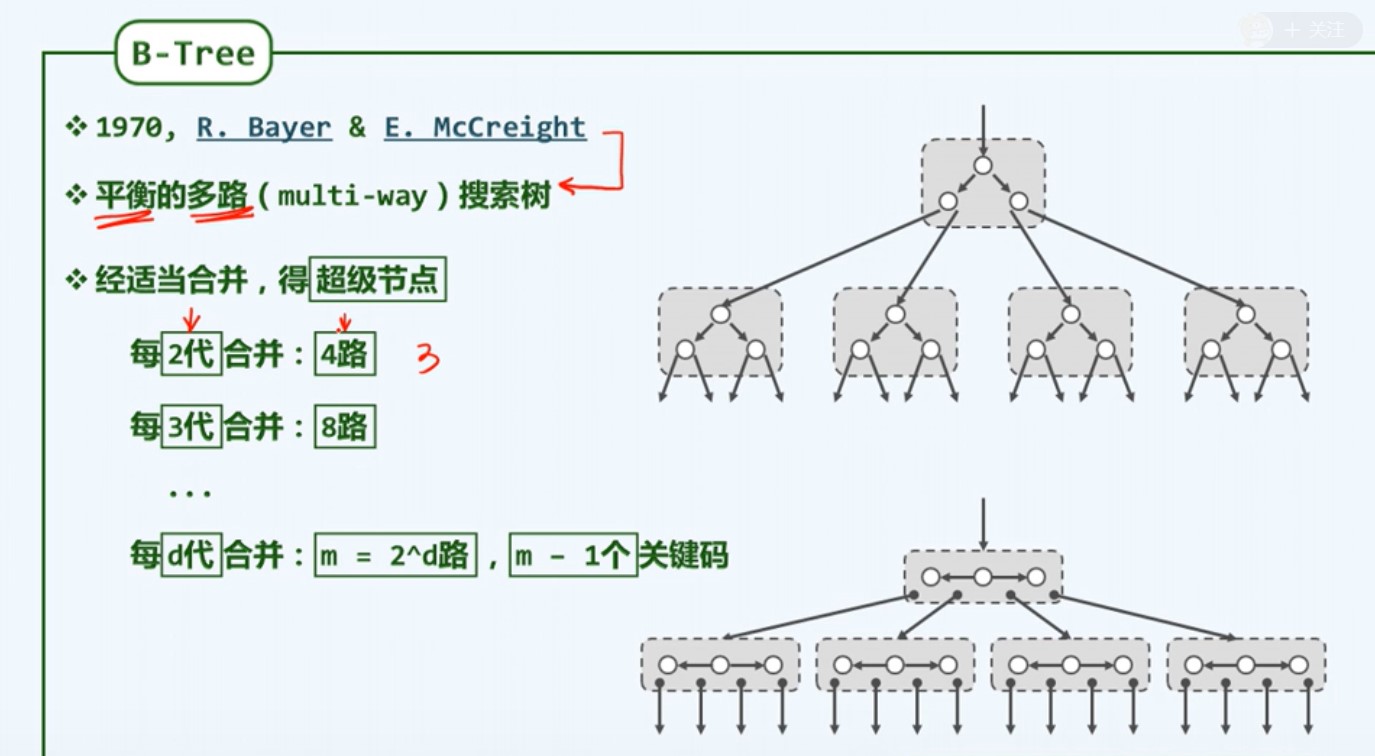 + 关注
B-Tree
❖ 1970, R. Bayer & E. McCreight
❖ 平衡的多路(multi-way)搜索树
❖ 经适当合并,得超级节点
每2代合并:4路 3
每3代合并:8路
...
每d代合并:m = 2^d路,m - 1个关键码